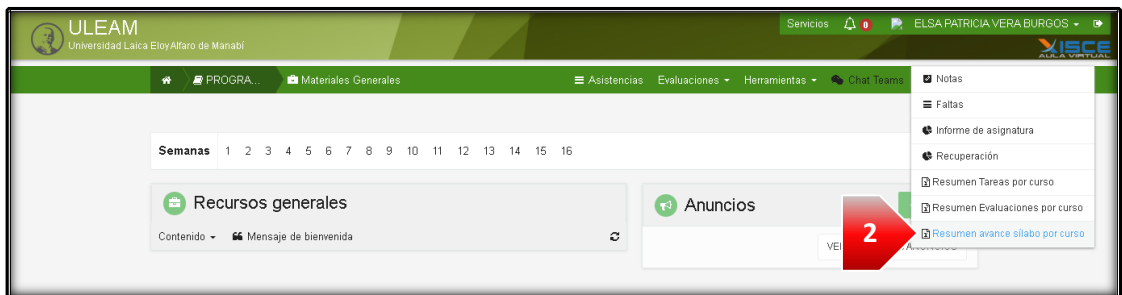 ULEAM
Universidad Laica Eloy Alfaro de Manabí
Servicios 0 ELSA PATRICIA VERA BURGOS
XISCE
AULA VIRTUAL
PROGRA... Materiales Generales Asistencias Evaluaciones Herramientas Chat Teams
Notas
Faltas
Informe de asignatura
Recuperación
Resumen Tareas por curso
Resumen Evaluaciones por curso
Resumen avance sílabo por curso
Semanas 1 2 3 4 5 6 7 8 9 10 11 12 13 14 15 16
Recursos generales
Contenido Mensaje de bienvenida
Anuncios
2